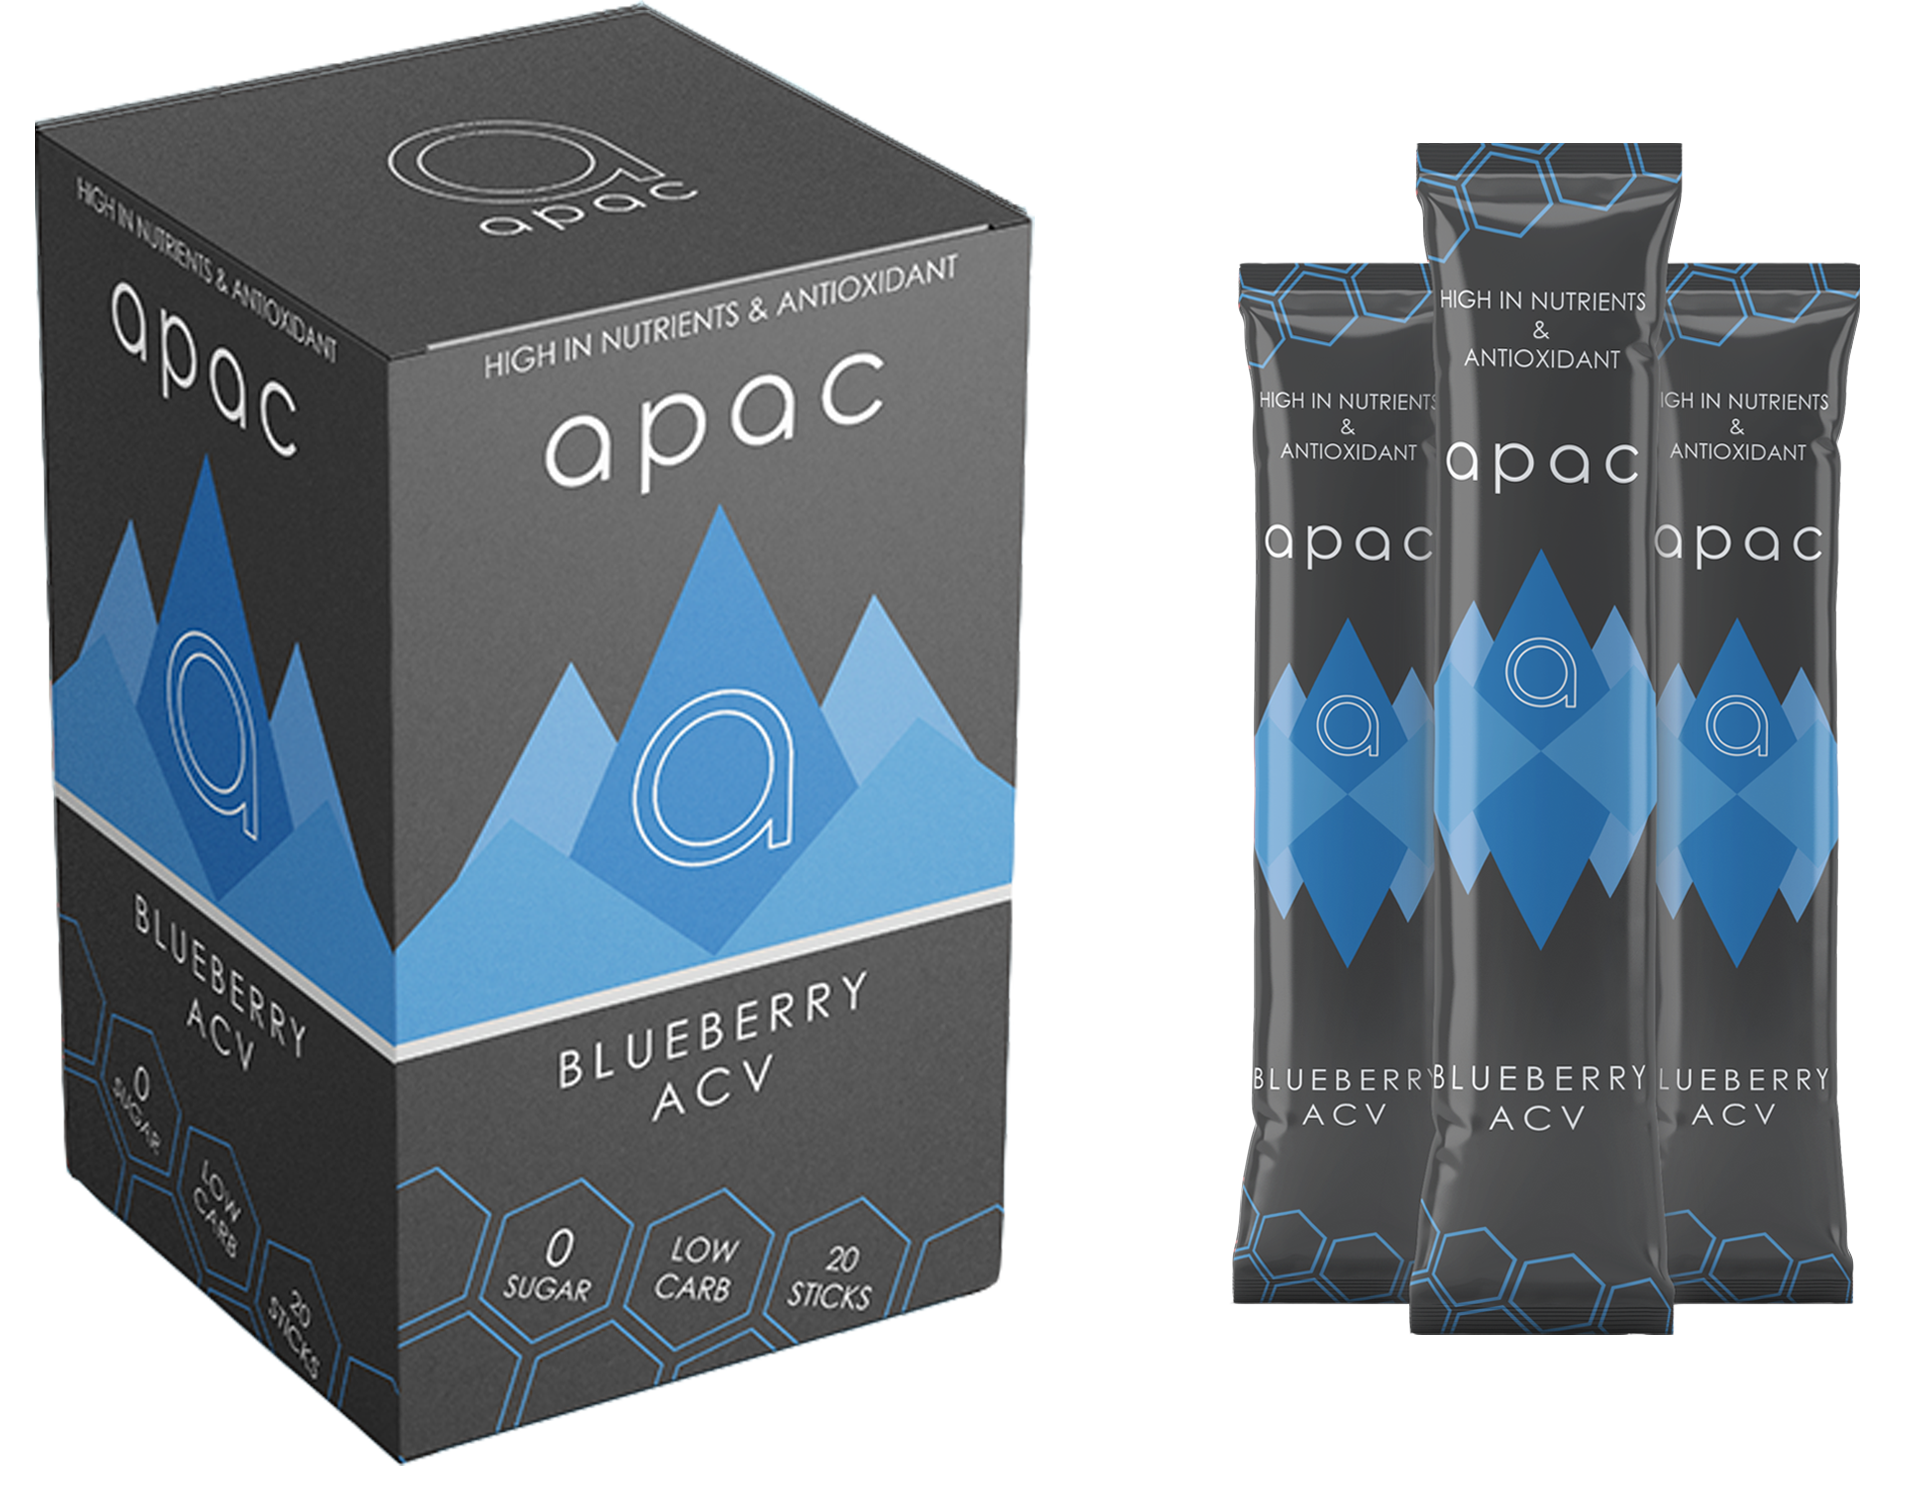 apac
HIGH IN NUTRIENTS & ANTIOXIDANT
apac
BLUEBERRY
ACV
0
SUGAR
LOW
CARB
20
STICKS
HIGH IN NUTRIENTS & ANTIOXIDANT
apac
a
BLUEBERRY
ACV
0
SUGAR
LOW
CARB
20
STICKS
HIGH IN NUTRIENTS
&
ANTIOXIDANT
apac
a
BLUEBERRY
ACV
HIGH IN NUTRIENTS
&
ANTIOXIDANT
apac
a
BLUEBERRY
ACV
IGH IN NUTRIENTS
&
ANTIOXIDANT
apac
a
LUEBERRY
ACV